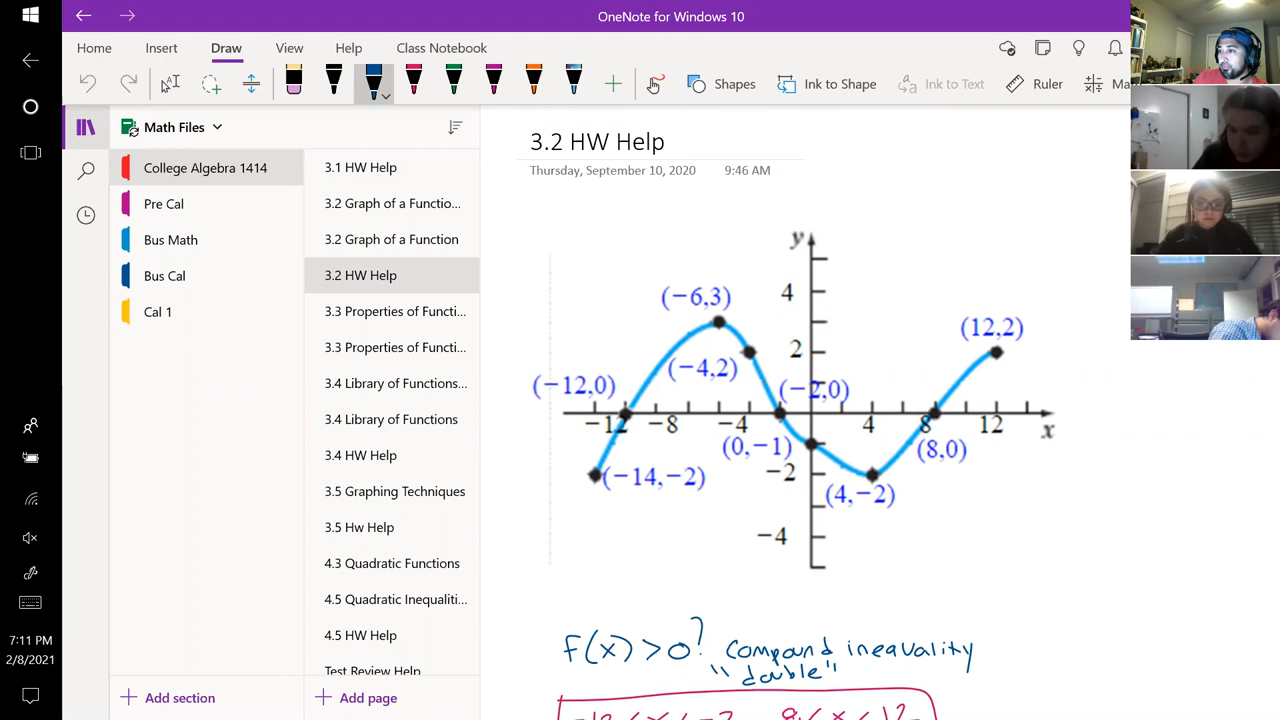 OneNote for Windows 10
Home Insert Draw View Help Class Notebook
Shapes Ink to Shape Ink to Text Ruler Ma
Math Files
College Algebra 1414
Pre Cal
Bus Math
Bus Cal
Cal 1
Add section
3.1 HW Help
3.2 Graph of a Functio...
3.2 Graph of a Function
3.2 HW Help
3.3 Properties of Functi...
3.3 Properties of Functi...
3.4 Library of Functions...
3.4 Library of Functions
3.4 HW Help
3.5 Graphing Techniques
3.5 Hw Help
4.3 Quadratic Functions
4.5 Quadratic Inequaliti...
4.5 HW Help
Test Review Help
Add page
3.2 HW Help
Thursday, September 10, 2020 9:46 AM
y
(−6,3) 4
(12,2)
2
(−4,2)
(−12,0) (−2,0)
−12 −8 −4 4 8 12 x
(0,−1) (8,0)
(−14,−2) −2
(4,−2)
−4
f(x) > 0? Compound inequality
"double"
−12 < x < −2 8 < x < 12
7:11 PM
2/8/2021